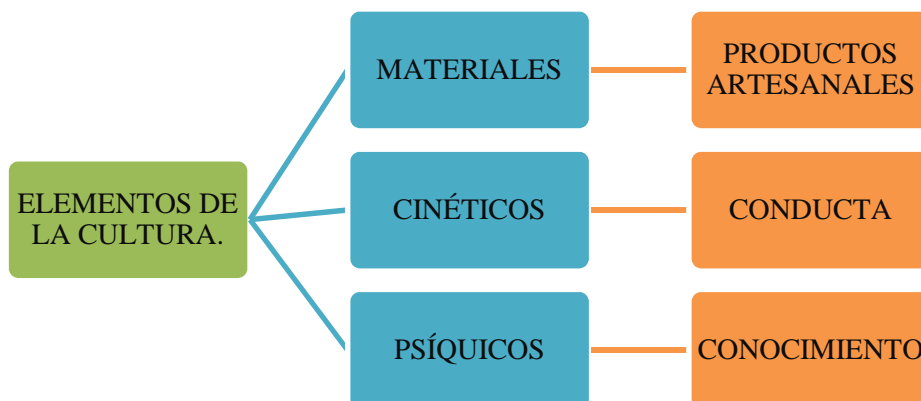 ELEMENTOS DE
LA CULTURA.
MATERIALES
PRODUCTOS
ARTESANALES
CINÉTICOS
CONDUCTA
PSÍQUICOS
CONOCIMIENTO